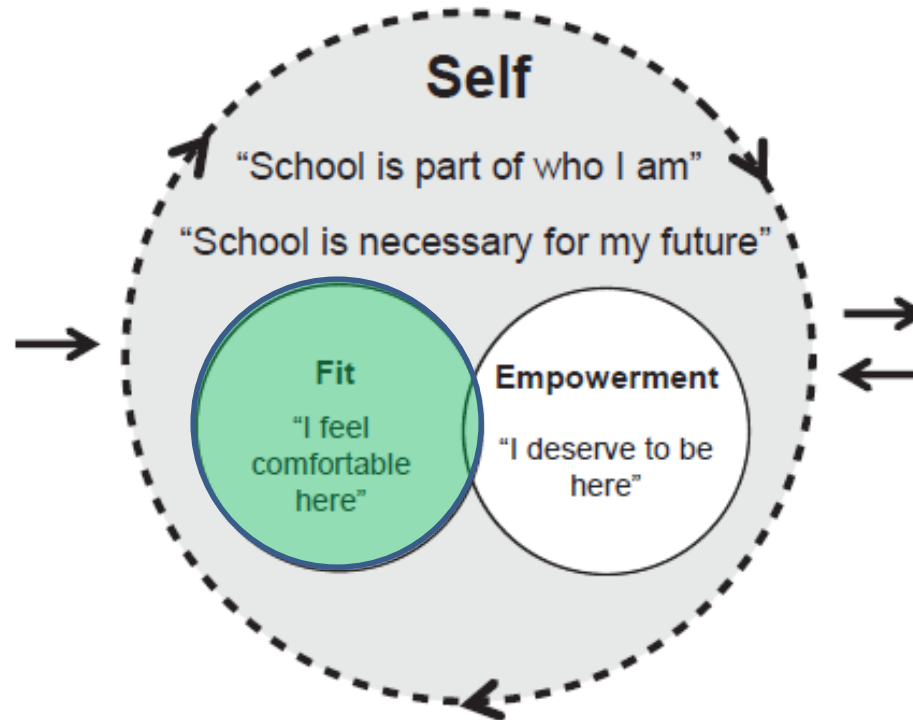 Self
“School is part of who I am”
“School is necessary for my future”
Fit
“I feel
comfortable
here”
Empowerment
“I deserve to be
here”